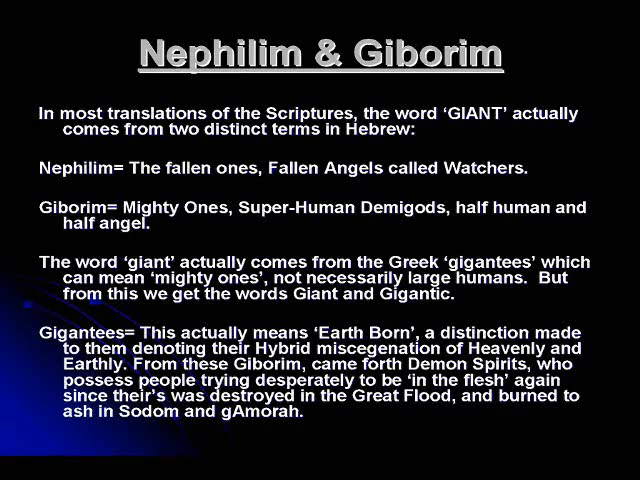 Nephilim & Giborim
In most translations of the Scriptures, the word ‘GIANT’ actually
comes from two distinct terms in Hebrew:
Nephilim= The fallen ones, Fallen Angels called Watchers.
Giborim= Mighty Ones, Super-Human Demigods, half human and
half angel.
The word ‘giant’ actually comes from the Greek ‘gigantees’ which
can mean ‘mighty ones’, not necessarily large humans.  But
from this we get the words Giant and Gigantic.
Gigantees= This actually means ‘Earth Born’, a distinction made
to them denoting their Hybrid miscegenation of Heavenly and
Earthly. From these Giborim, came forth Demon Spirits, who
possess people trying desperately to be ‘in the flesh’ again
since their’s was destroyed in the Great Flood, and burned to
ash in Sodom and gAmorah.